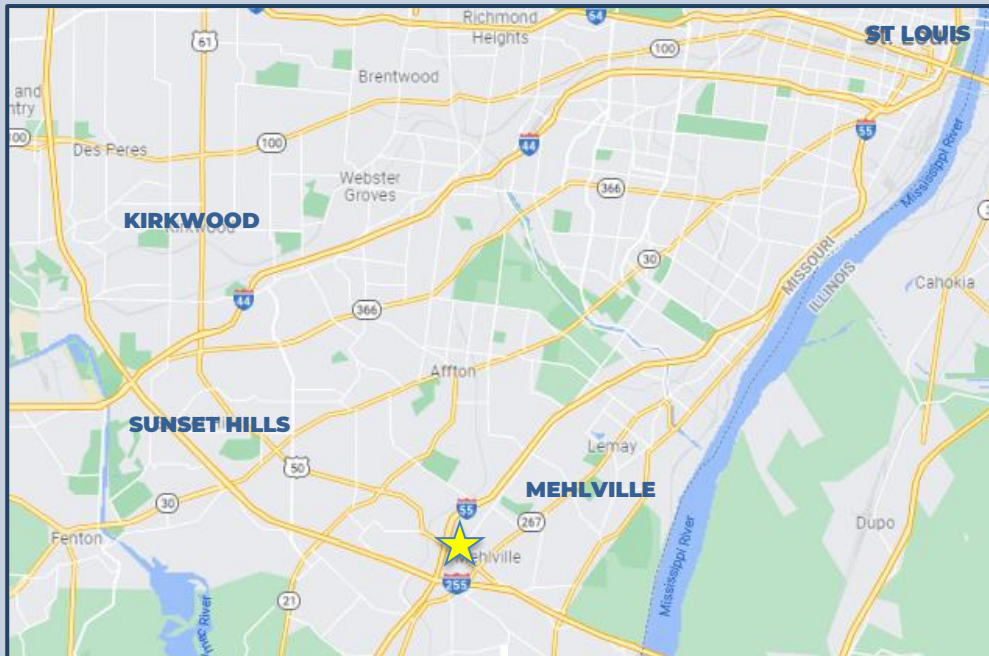 Richmond
Heights
64
ST LOUIS
61
100
Brentwood
and
ntry
100
Des Peres
100
44
55
Webster
Groves
366
Mississippi River
KIRKWOOD
MISSOURI
ILLINOIS
30
Cahokia
44
366
Affton
SUNSET HILLS
Lemay
50
MEHLVILLE
30
55
267
Dupo
Fenton
Mehlville
255
Mississippi River
21
River